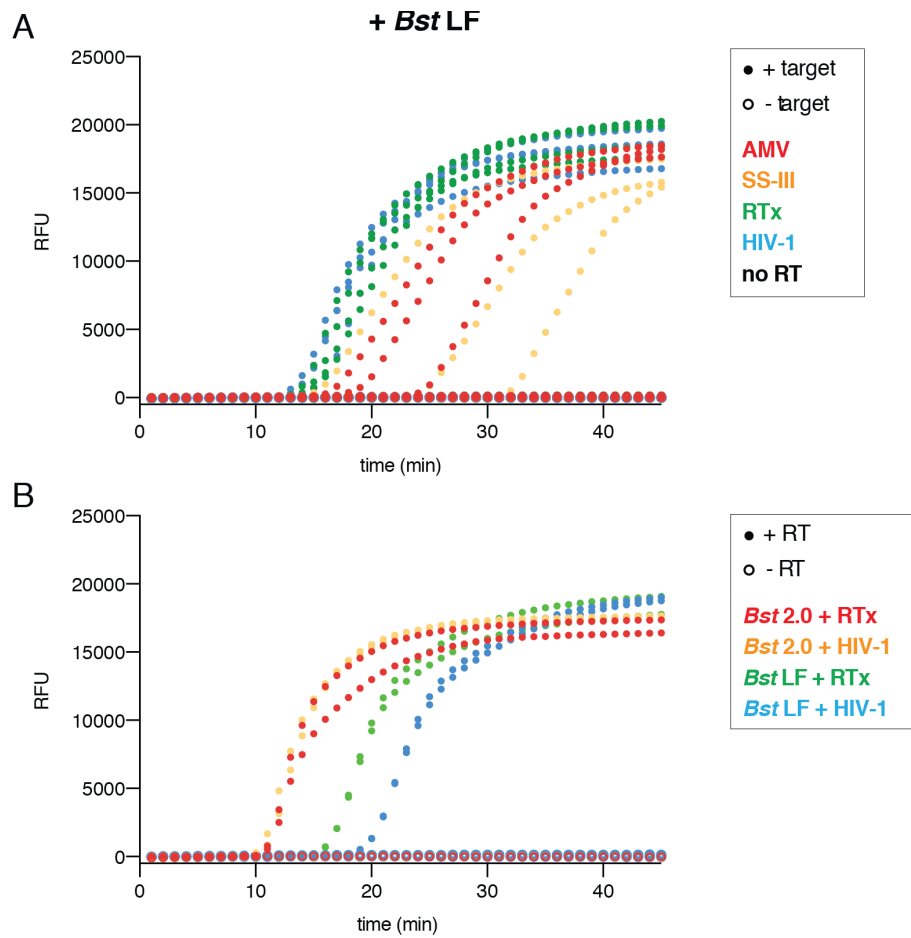 A
+ Bst LF
25000
20000
15000
10000
5000
0
RFU
0 10 20 30 40
time (min)
+ target
- target
AMV
SS-III
RTx
HIV-1
no RT
B
25000
20000
15000
10000
5000
0
RFU
0 10 20 30 40
time (min)
+ RT
- RT
Bst 2.0 + RTx
Bst 2.0 + HIV-1
Bst LF + RTx
Bst LF + HIV-1